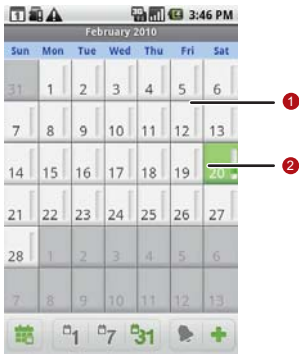 1 3G 3:46 PM
February 2010
Sun Mon Tue Wed Thu Fri Sat
31 1 2 3 4 5 6
7 8 9 10 11 12 13
14 15 16 17 18 19 20
21 22 23 24 25 26 27
28 1 2 3 4 5 6
7 8 9 10 11 12 13
1 7 31
1
2